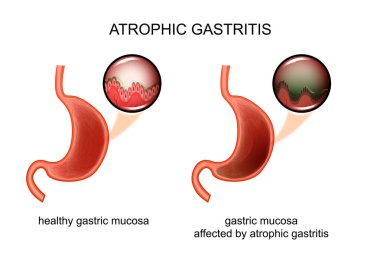 ATROPHIC GASTRITIS
healthy gastric mucosa
gastric mucosa
affected by atrophic gastritis